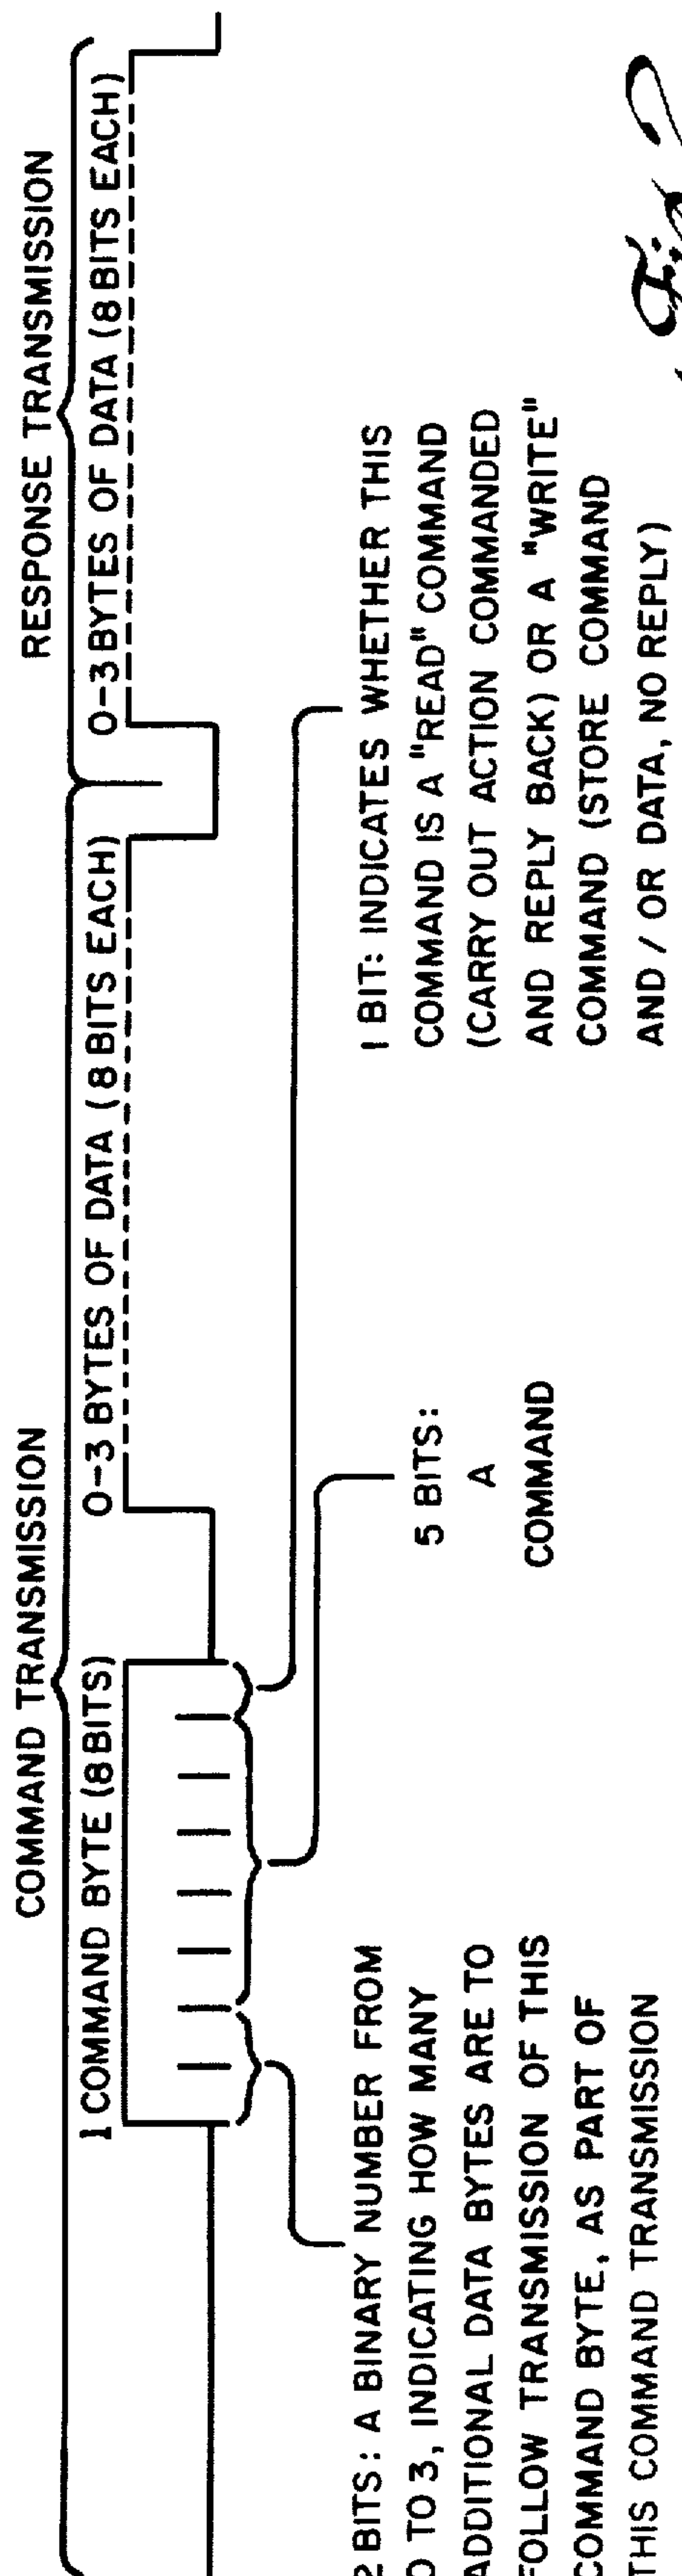 COMMAND TRANSMISSION
RESPONSE TRANSMISSION
1 COMMAND BYTE (8 BITS)
0-3 BYTES OF DATA (8 BITS EACH)
0-3 BYTES OF DATA (8 BITS EACH)
2 BITS: A BINARY NUMBER FROM
0 TO 3, INDICATING HOW MANY
ADDITIONAL DATA BYTES ARE TO
FOLLOW TRANSMISSION OF THIS
COMMAND BYTE, AS PART OF
THIS COMMAND TRANSMISSION
5 BITS:
A
COMMAND
1 BIT: INDICATES WHETHER THIS
COMMAND IS A "READ" COMMAND
(CARRY OUT ACTION COMMANDED
AND REPLY BACK) OR A "WRITE"
COMMAND (STORE COMMAND
AND / OR DATA, NO REPLY)